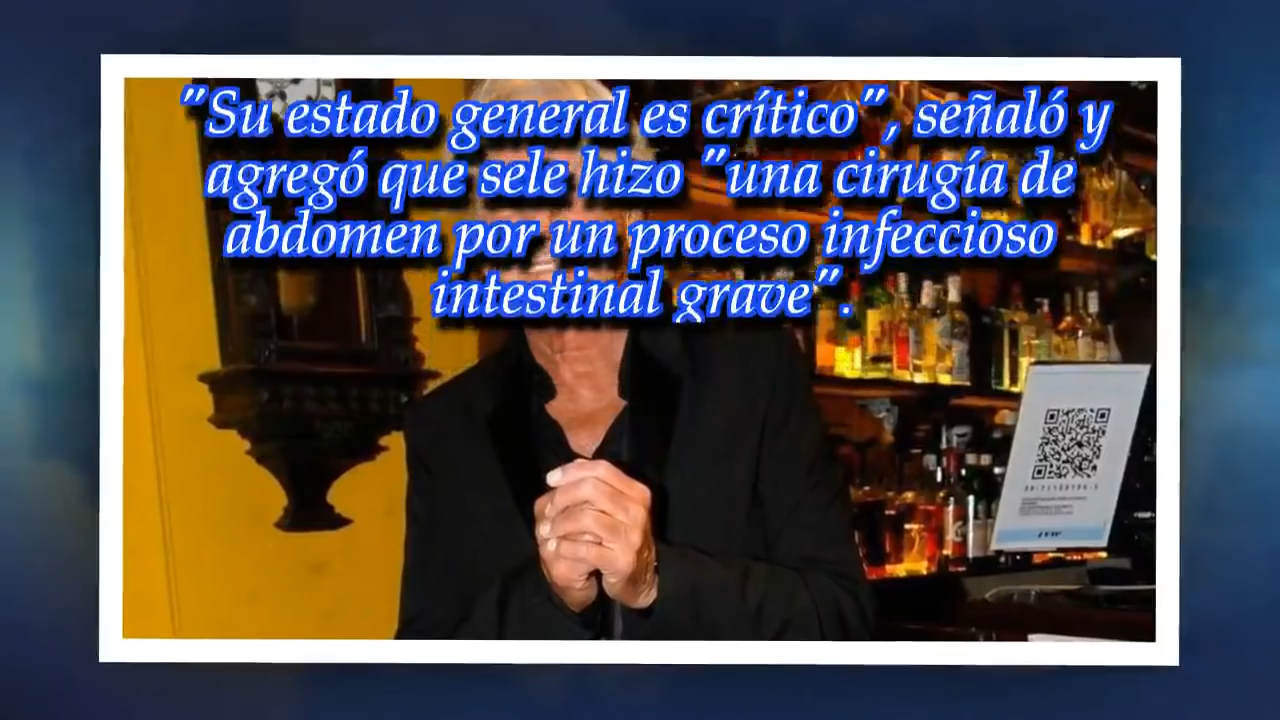 "Su estado general es crítico", señaló y
agregó que sele hizo "una cirugía de
abdomen por un proceso infeccioso
intestinal grave".